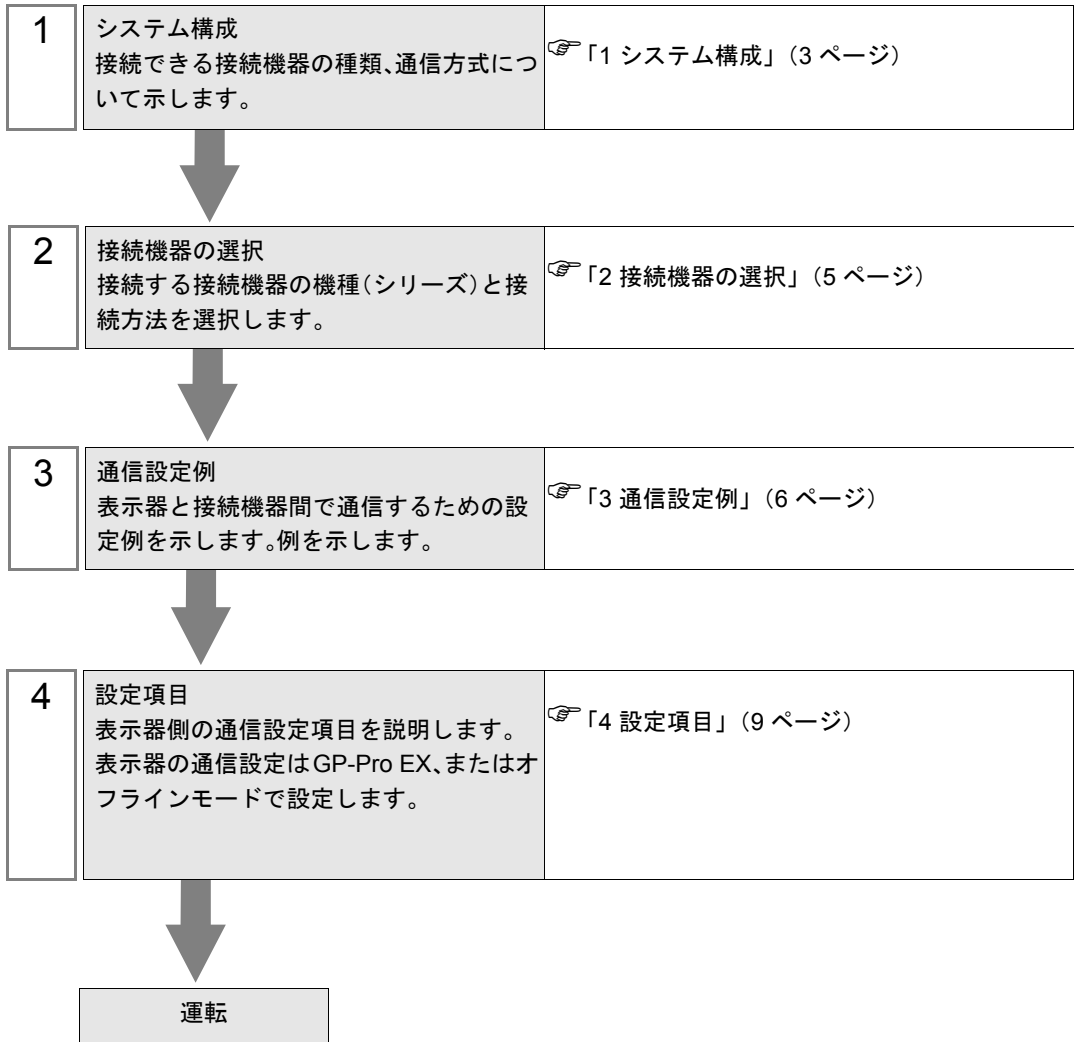 1
システム構成
接続できる接続機器の種類、通信方式につ
いて示します。
☞「1 システム構成」（3 ページ）
2
接続機器の選択
接続する接続機器の機種（シリーズ）と接
続方法を選択します。
☞「2 接続機器の選択」（5 ページ）
3
通信設定例
表示器と接続機器間で通信するための設
定例を示します。例を示します。
☞「3 通信設定例」（6 ページ）
4
設定項目
表示器側の通信設定項目を説明します。
表示器の通信設定はGP-Pro EX、またはオ
フラインモードで設定します。
☞「4 設定項目」（9 ページ）
運転